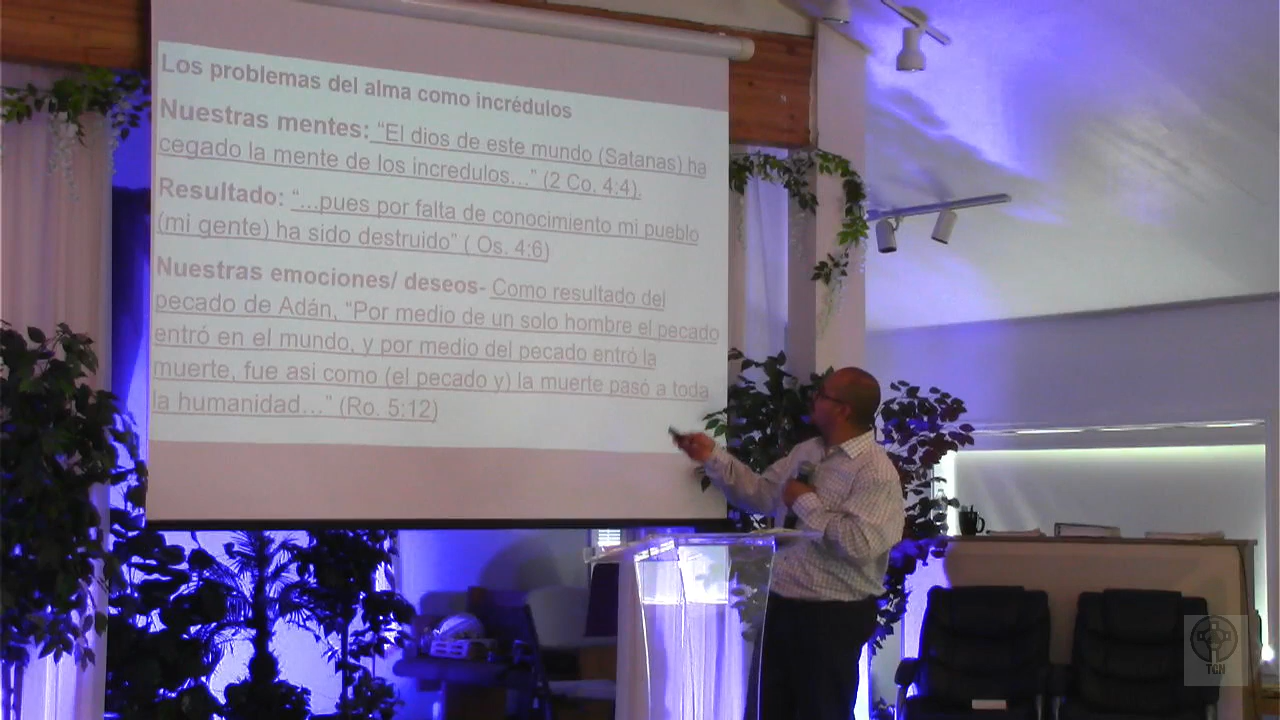 Los problemas del alma como incrédulos
Nuestras mentes: “El dios de este mundo (Satanas) ha
cegado la mente de los incredulos…” (2 Co. 4:4).
Resultado: “…pues por falta de conocimiento mi pueblo
(mi gente) ha sido destruido” ( Os. 4:6)
Nuestras emociones/ deseos- Como resultado del
pecado de Adán, “Por medio de un solo hombre el pecado
entró en el mundo, y por medio del pecado entró la
muerte, fue asi como (el pecado y) la muerte pasó a toda
la humanidad…” (Ro. 5:12)
TGN